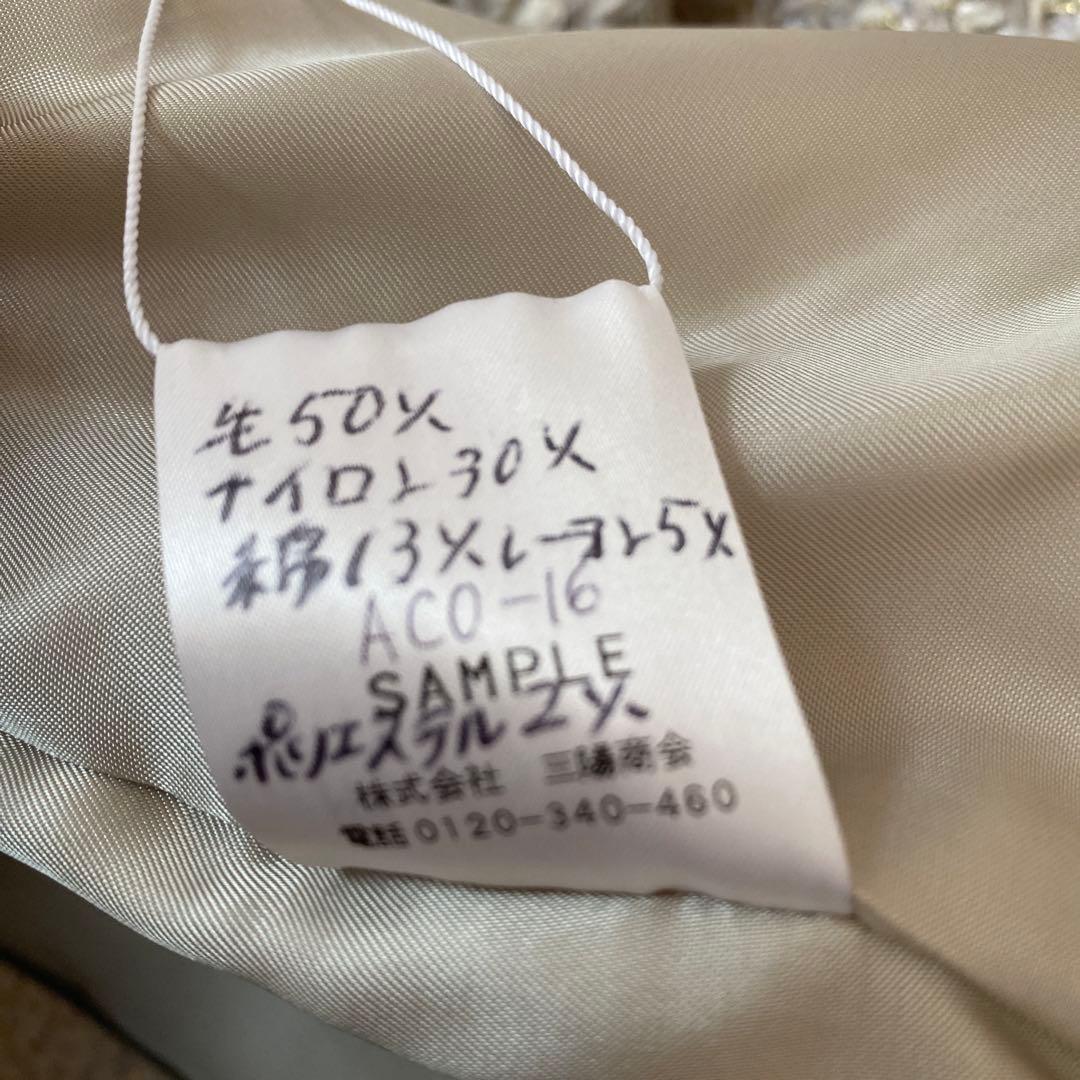 毛50%
ナイロン30%
綿13%レーヨン5%
ACO-16
SAMPLE
ポリエステル2%
株式会社 三陽商会
電話0120-340-460